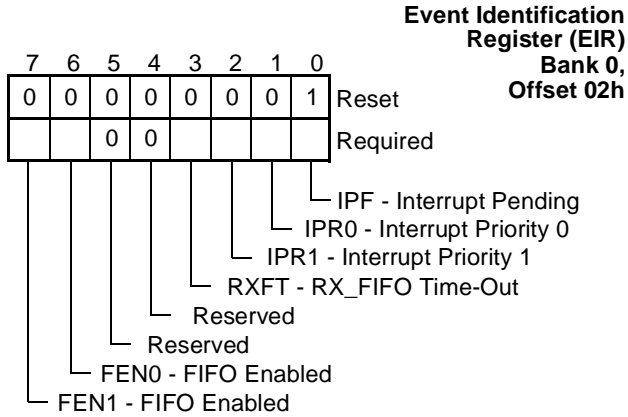 Event Identification
Register (EIR)
Bank 0,
Offset 02h
7 6 5 4 3 2 1 0
0 0 0 0 0 0 0 1 Reset
0 0 Required
IPF - Interrupt Pending
IPR0 - Interrupt Priority 0
IPR1 - Interrupt Priority 1
RXFT - RX_FIFO Time-Out
Reserved
Reserved
FEN0 - FIFO Enabled
FEN1 - FIFO Enabled